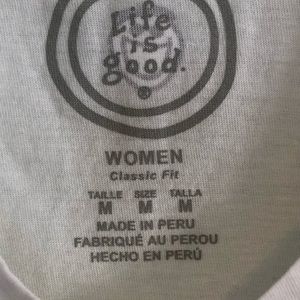 Life
is
good.
®
WOMEN
Classic Fit
TAILLE SIZE TALLA
M M M
MADE IN PERU
FABRIQUÉ AU PEROU
HECHO EN PERÚ